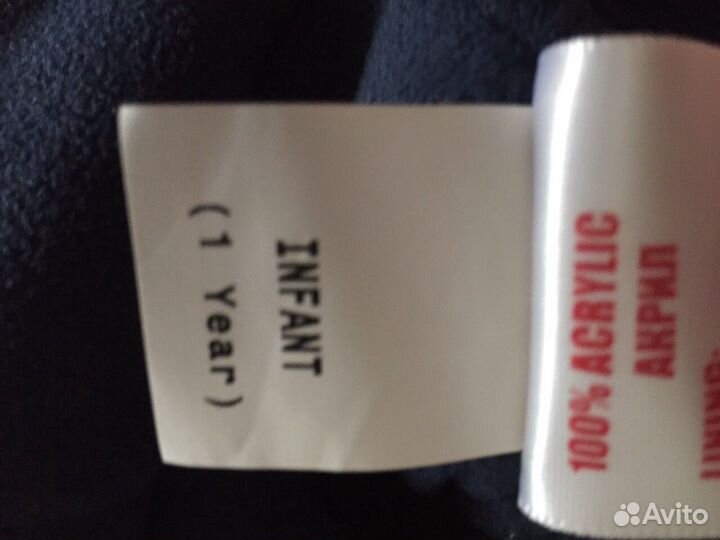 INFANT
(1 Year)
100% ACRYLIC
АКРИЛ
Avito